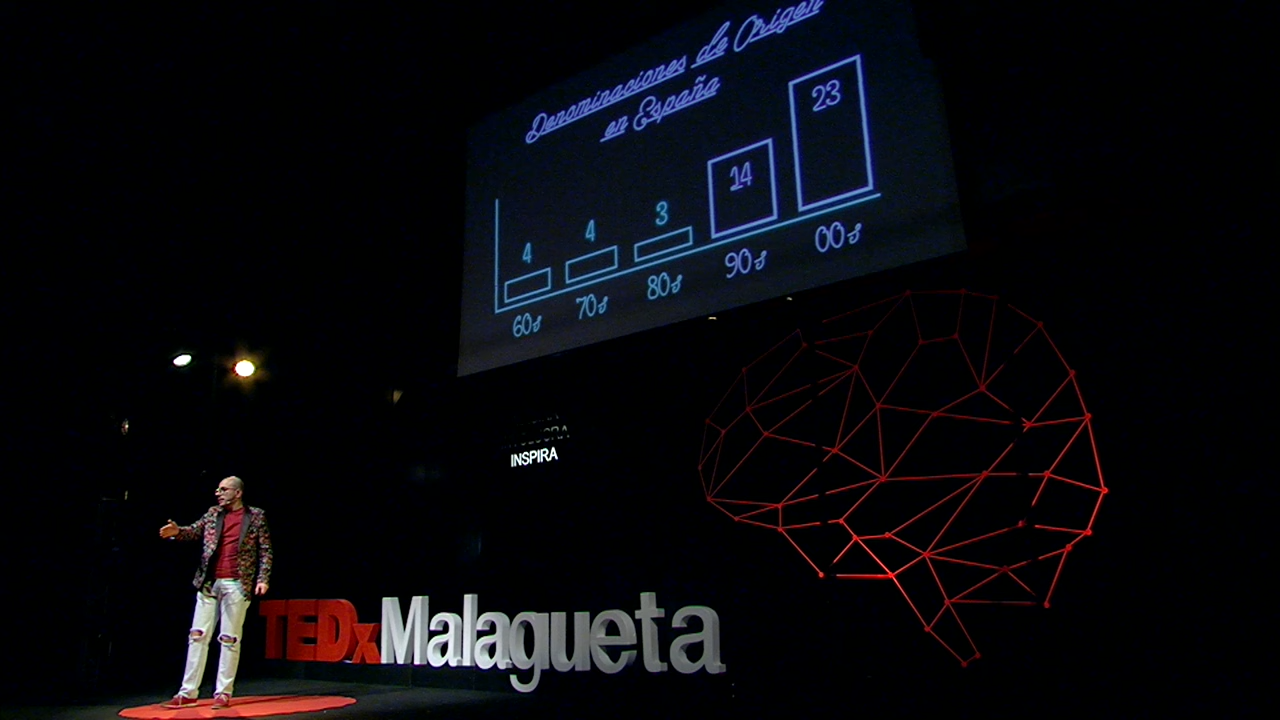 Denominaciones de Origen
en España
23
14
3
4
4
60s 70s 80s 90s 00s
INSPIRA
TEDxMalagueta